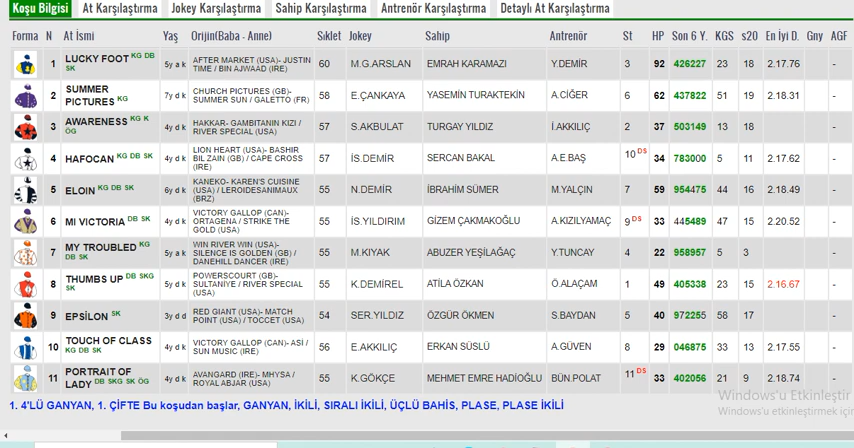 Koşu Bilgisi At Karşılaştırma Jokey Karşılaştırma Sahip Karşılaştırma Antrenör Karşılaştırma Detaylı At Karşılaştırma
Forma N At İsmi Yaş Orijin(Baba - Anne) Sıklet Jokey Sahip Antrenör St HP Son 6 Y. KGS s20 En İyi D. Gny AGF
1 LUCKY FOOT KG DB SK 5y a k AFTER MARKET (USA)- JUSTIN TIME / BIN AJWAAD (IRE) 60 M.G.ARSLAN EMRAH KARAMAZI Y.DEMİR 3 92 426227 23 18 2.17.76 -
2 SUMMER PICTURES KG 7y d k CHURCH PICTURES (GB)- SUMMER SUN / GALETTO (FR) 58 E.ÇANKAYA YASEMİN TURAKTEKİN A.CİĞER 6 62 437822 51 19 2.18.31 -
3 AWARENESS KG K ÖG 4y d k HAKKAR- GAMBITANIN KIZI / RIVER SPECIAL (USA) 57 S.AKBULAT TURGAY YILDIZ İ.AKKILIÇ 2 37 503149 13 18 -
4 HAFOCAN KG DB SK 4y d k LION HEART (USA)- BASHIR BIL ZAIN (GB) / CAPE CROSS (IRE) 57 İS.DEMİR SERCAN BAKAL A.E.BAŞ 10 DS 34 783000 5 11 2.17.62 -
5 ELOIN KG DB SK 6y d k KANEKO- KAREN'S CUISINE (USA) / LEROIDESANIMAUX (BRZ) 55 N.DEMİR İBRAHİM SÜMER M.YALÇIN 7 59 954475 44 16 2.18.49 -
6 MI VICTORIA DB SK 4y d k VICTORY GALLOP (CAN)- ORTAGENA / STRIKE THE GOLD (USA) 55 İS.YILDIRIM GİZEM ÇAKMAKOĞLU A.KIZILYAMAÇ 9 DS 33 445489 47 15 2.20.52 -
7 MY TROUBLED KG DB SK 5y a k WIN RIVER WIN (USA)- SILENCE IS GOLDEN (GB) / DANEHILL DANCER (IRE) 55 M.KIYAK ABUZER YEŞİLAĞAÇ Y.TUNCAY 4 22 958957 5 3 -
8 THUMBS UP DB SKG SK 5y d k POWERSCOURT (GB)- SULTANİYE / RIVER SPECIAL (USA) 55 K.DEMİREL ATİLA ÖZKAN Ö.ALAÇAM 1 49 405338 23 15 2.16.67 -
9 EPSİLON SK 3y d d RED GIANT (USA)- MATCH POINT (USA) / TOCCET (USA) 54 SER.YILDIZ ÖZGÜR ÖKMEN S.BAYDAN 5 40 972255 58 17 -
10 TOUCH OF CLASS KG DB SK 4y d k VICTORY GALLOP (CAN)- ASİ / SUN MUSIC (IRE) 56 E.AKKILIÇ ERKAN SÜSLÜ A.GÜVEN 8 29 046875 33 13 2.17.55 -
11 PORTRAIT OF LADY DB SKG SK ÖG 4y d k AVANGARD (IRE)- MHYSA / ROYAL ABJAR (USA) 55 K.GÖKÇE MEHMET EMRE HADİOĞLU BÜN.POLAT 11 DS 33 402056 21 9 2.18.74 -
1. 4'LÜ GANYAN, 1. ÇİFTE Bu koşudan başlar, GANYAN, İKİLİ, SIRALI İKİLİ, ÜÇLÜ BAHİS, PLASE, PLASE İKİLİ
Windows'u Etkinleştir
Windows'u etkinleştirmek için